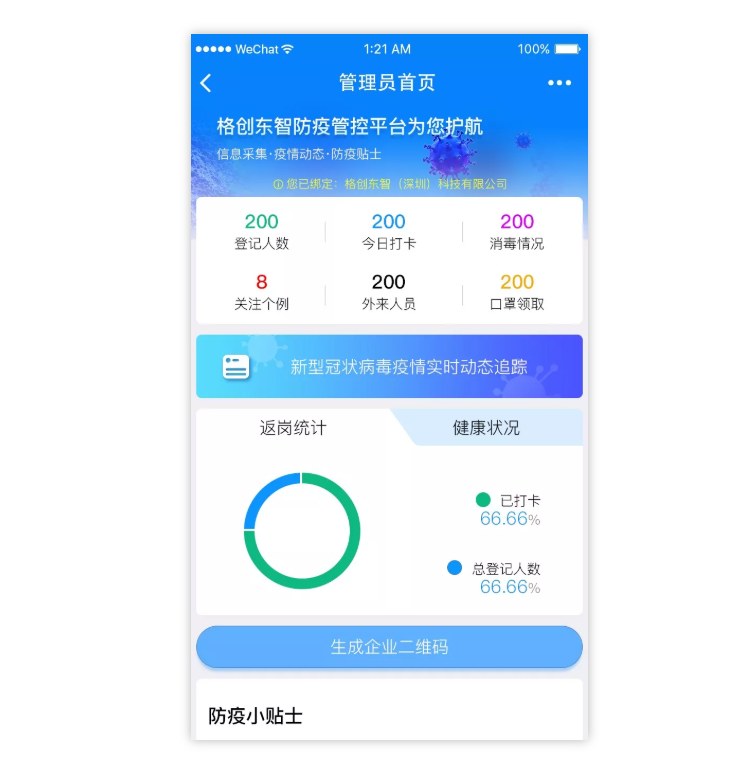 WeChat 1:21 AM 100%
管理员首页
格创东智防疫管控平台为您护航
信息采集·疫情动态·防疫贴士
您已绑定：格创东智（深圳）科技有限公司
200 200 200
登记人数 今日打卡 消毒情况
8 200 200
关注个例 外来人员 口罩领取
新型冠状病毒疫情实时动态追踪
返岗统计 健康状况
已打卡
66.66%
总登记人数
66.66%
生成企业二维码
防疫小贴士